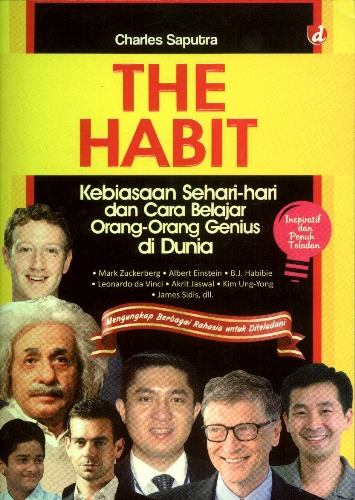 Charles Saputra
d
THE
HABIT
Kebiasaan Sehari-hari
dan Cara Belajar
Orang-Orang Genius
di Dunia
Inspiratif dan
Penuh
Teladan
• Mark Zuckerberg • Albert Einstein • B.J. Habibie
• Leonardo da Vinci • Akrit Jaswal • Kim Ung-Yong
• James Sidis, dll.
Mengungkap Berbagai Rahasia untuk Diteladani